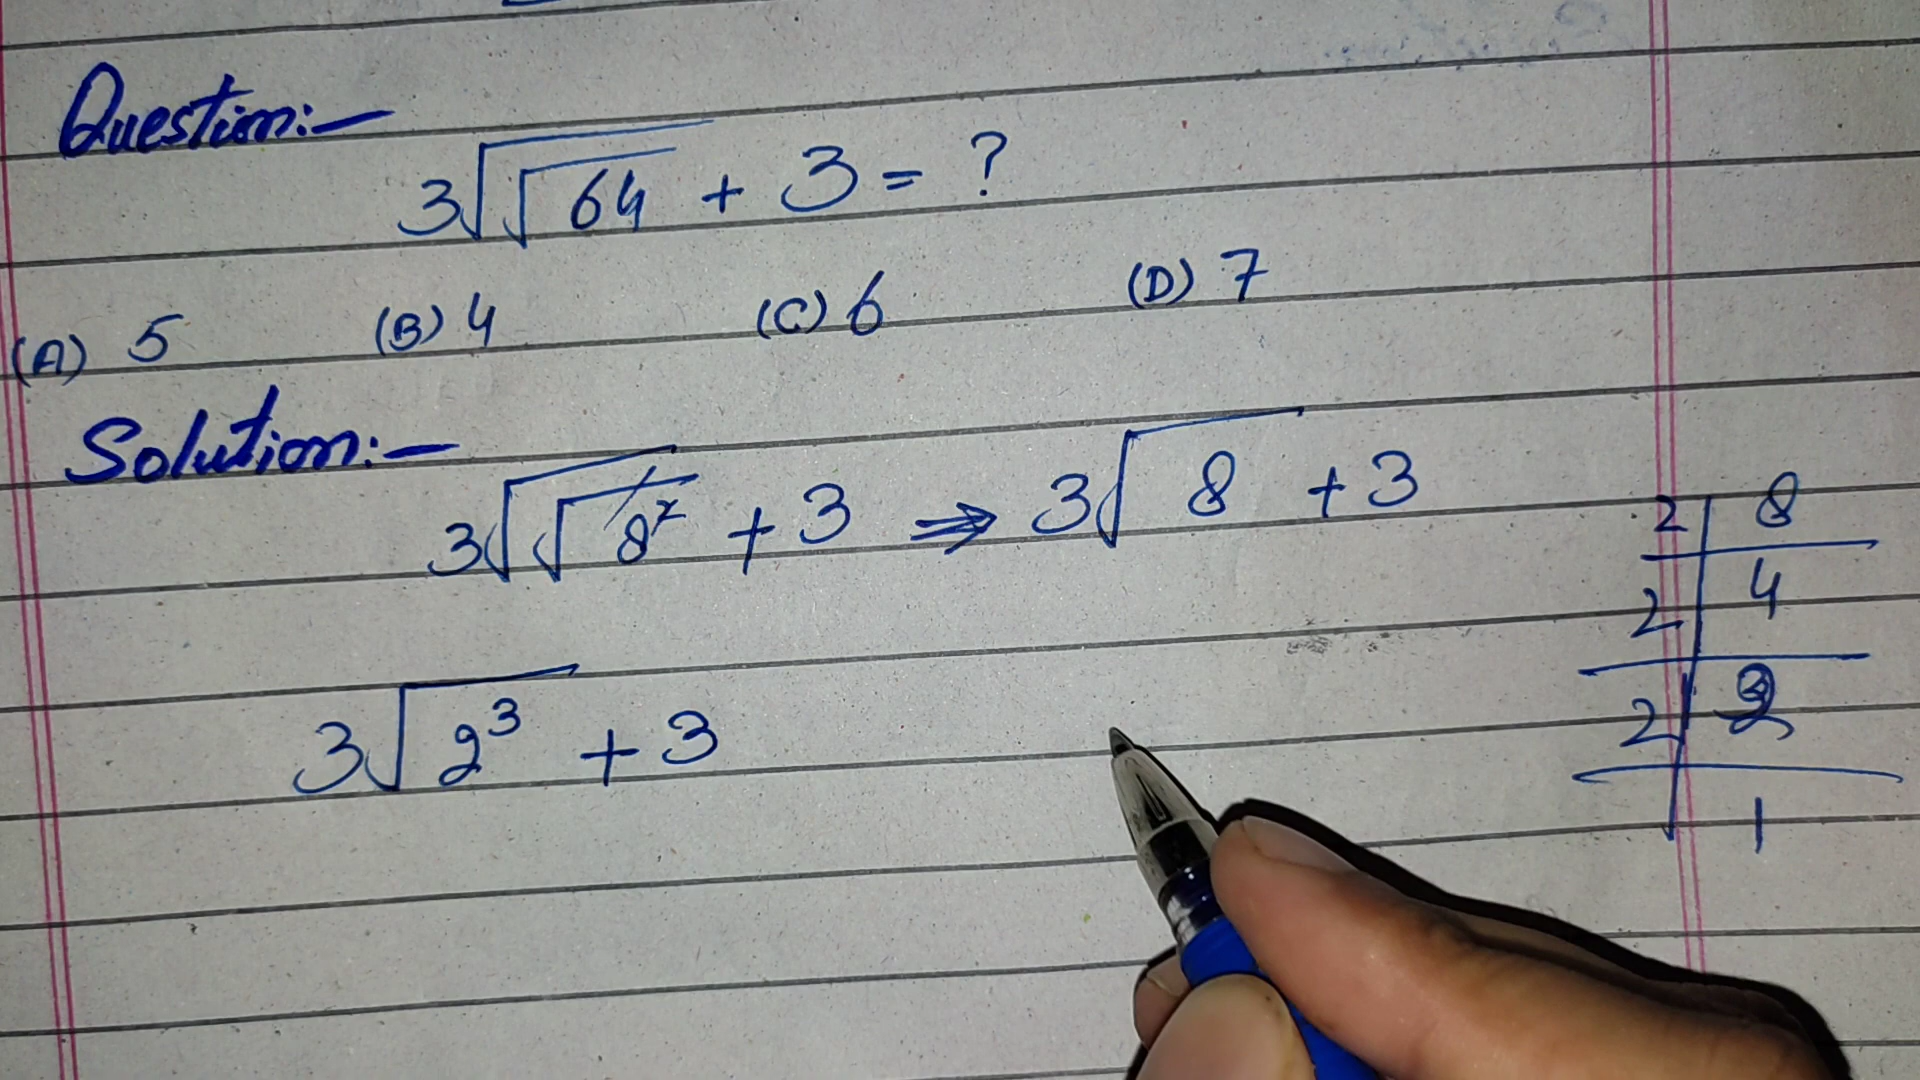 Question:-
3√√64 + 3 = ?
(A) 5 (B) 4 (C) 6 (D) 7
Solution:-
3√√8² + 3 ⇒ 3√8 + 3
3√2³ + 3
2 | 8
2 | 4
2 | 2
1